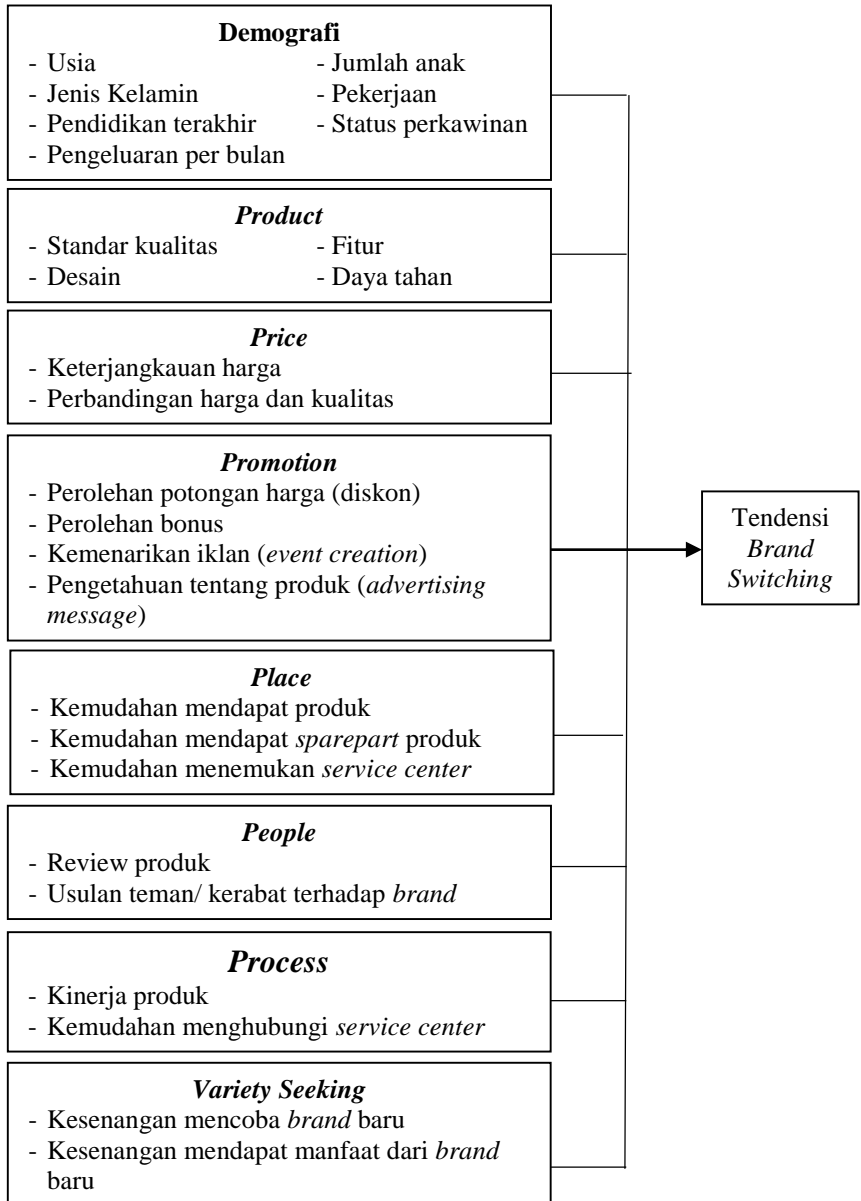 Demografi
- Usia
- Jenis Kelamin
- Pendidikan terakhir
- Pengeluaran per bulan
- Jumlah anak
- Pekerjaan
- Status perkawinan
Product
- Standar kualitas
- Desain
- Fitur
- Daya tahan
Price
- Keterjangkauan harga
- Perbandingan harga dan kualitas
Promotion
- Perolehan potongan harga (diskon)
- Perolehan bonus
- Kemenarikan iklan (event creation)
- Pengetahuan tentang produk (advertising
message)
Place
- Kemudahan mendapat produk
- Kemudahan mendapat sparepart produk
- Kemudahan menemukan service center
People
- Review produk
- Usulan teman/ kerabat terhadap brand
Process
- Kinerja produk
- Kemudahan menghubungi service center
Variety Seeking
- Kesenangan mencoba brand baru
- Kesenangan mendapat manfaat dari brand
baru
Tendensi
Brand
Switching